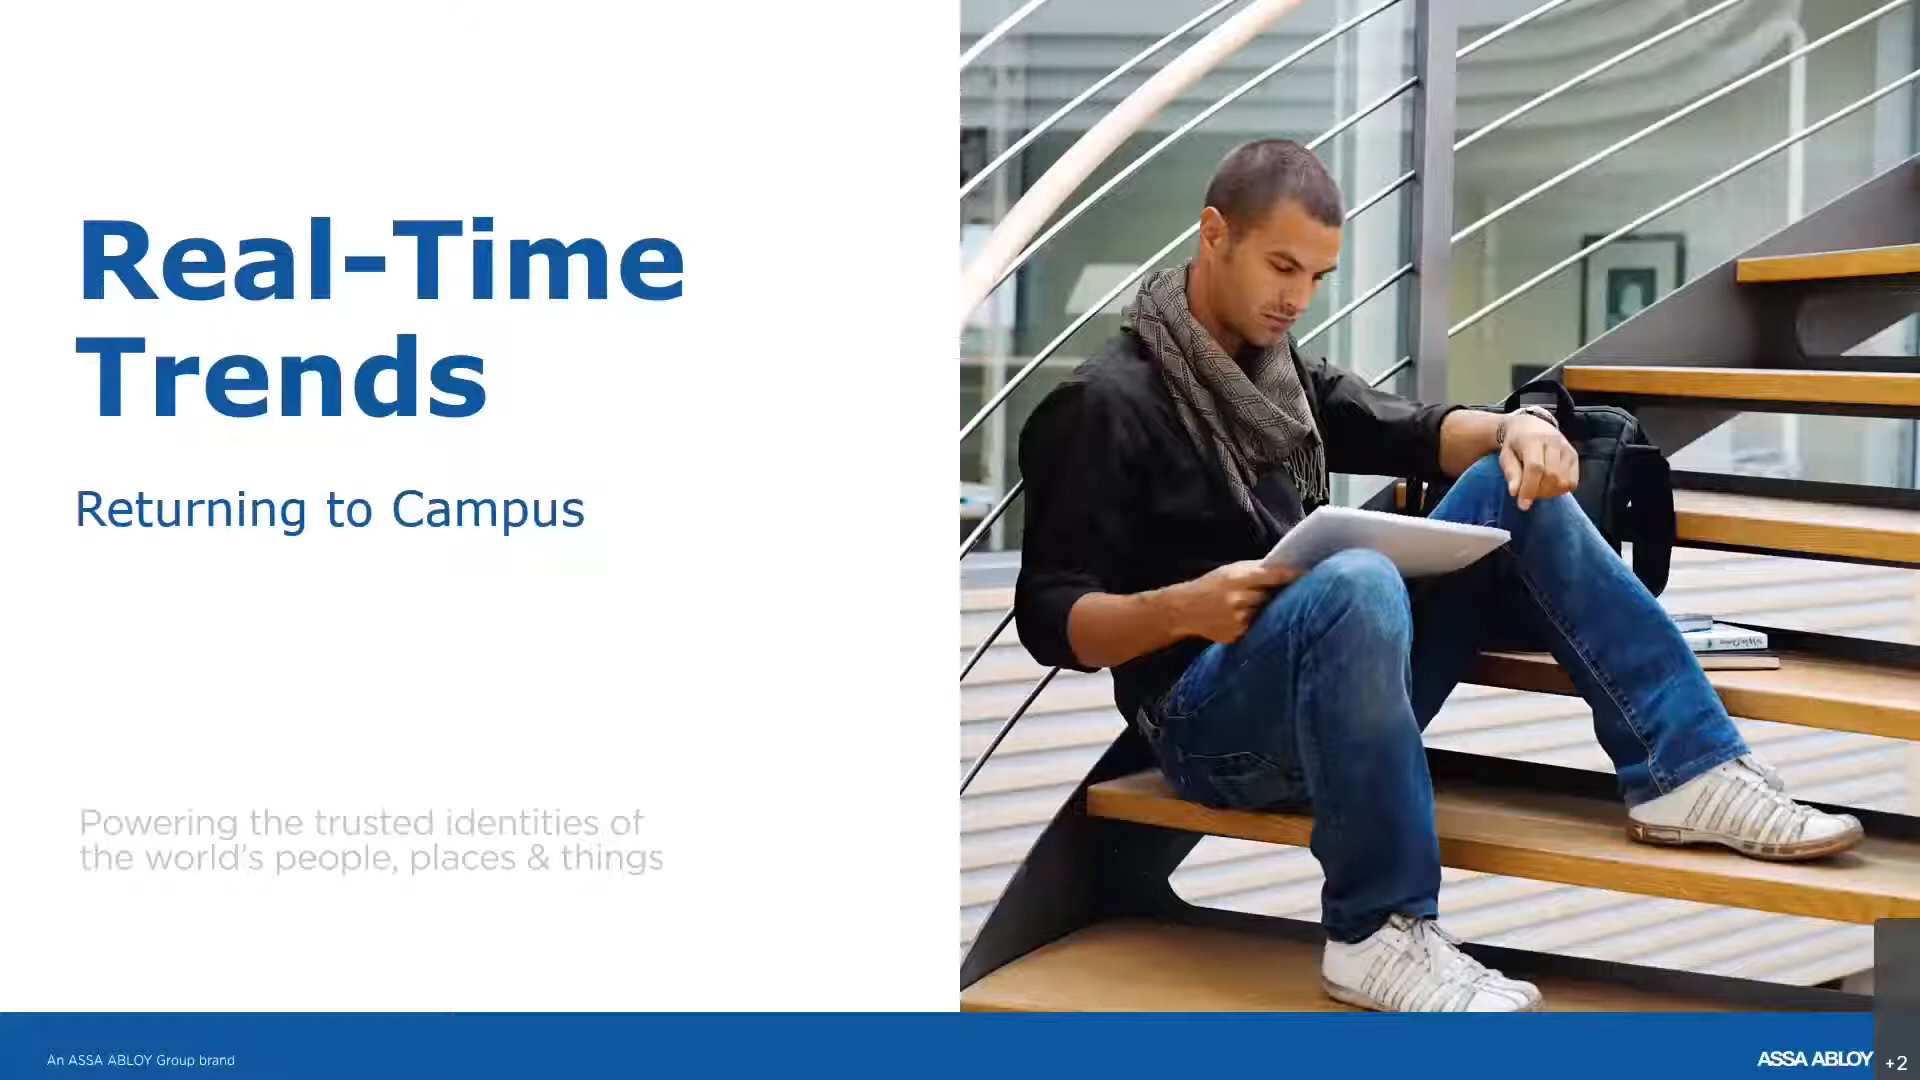 Real-Time
Trends
Returning to Campus
Powering the trusted identities of
the world's people, places & things
An ASSA ABLOY Group brand
ASSA ABLOY
+2